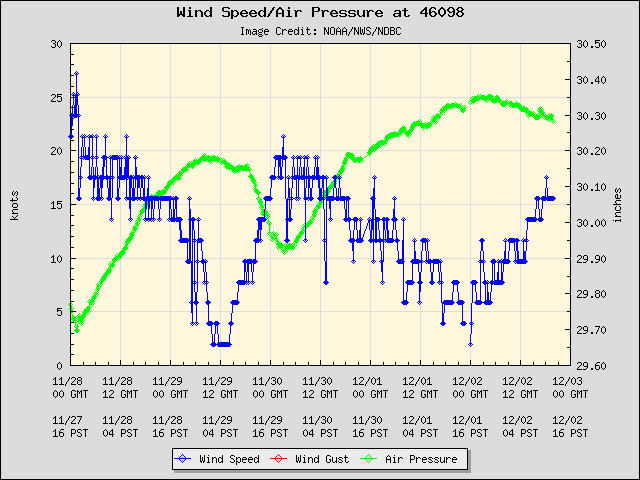 Wind Speed/Air Pressure at 46098
Image Credit: NOAA/NWS/NDBC
30 30.50
30.40
25
30.30
20 30.20
30.10
15
30.00
knots
inches
10 29.90
29.80
5
29.70
0 29.60
11/28 11/28 11/29 11/29 11/30 11/30 12/01 12/01 12/02 12/02 12/03
00 GMT 12 GMT 00 GMT 12 GMT 00 GMT 12 GMT 00 GMT 12 GMT 00 GMT 12 GMT 00 GMT
11/27 11/28 11/28 11/29 11/29 11/30 11/30 12/01 12/01 12/02 12/02
16 PST 04 PST 16 PST 04 PST 16 PST 04 PST 16 PST 04 PST 16 PST 04 PST 16 PST
Wind Speed Wind Gust Air Pressure